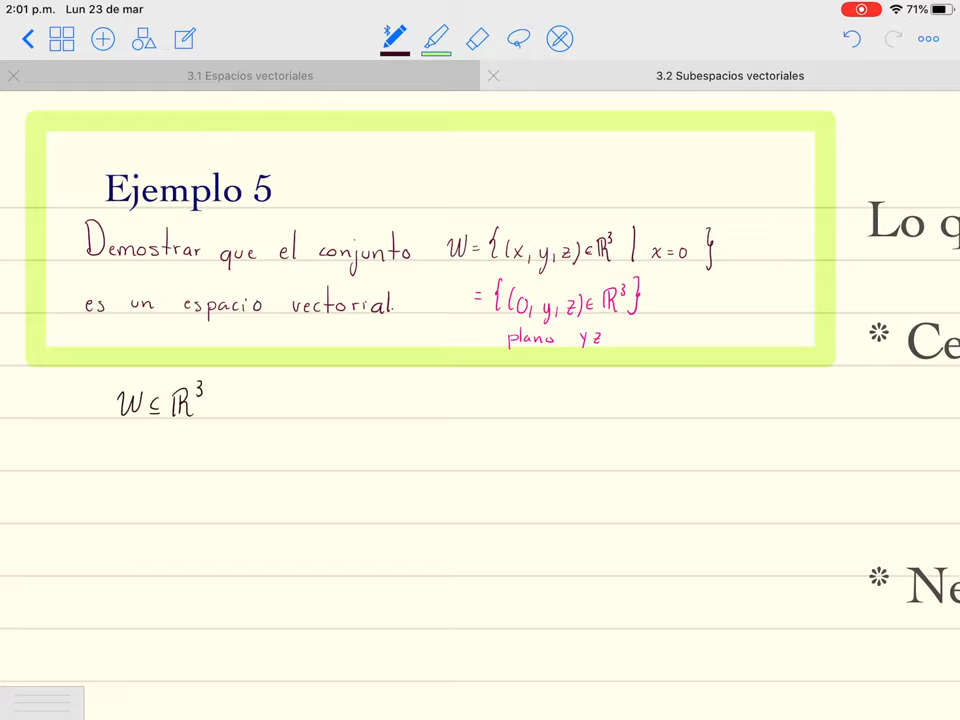 2:01 p.m. Lun 23 de mar
71%
3.1 Espacios vectoriales
3.2 Subespacios vectoriales
Ejemplo 5
Demostrar que el conjunto W = {(x, y, z) ∈ ℝ³ | x = 0 }
es un espacio vectorial. = {(0, y, z) ∈ ℝ³}
plano yz
W ⊆ ℝ³
Lo q
* Ce
* Ne